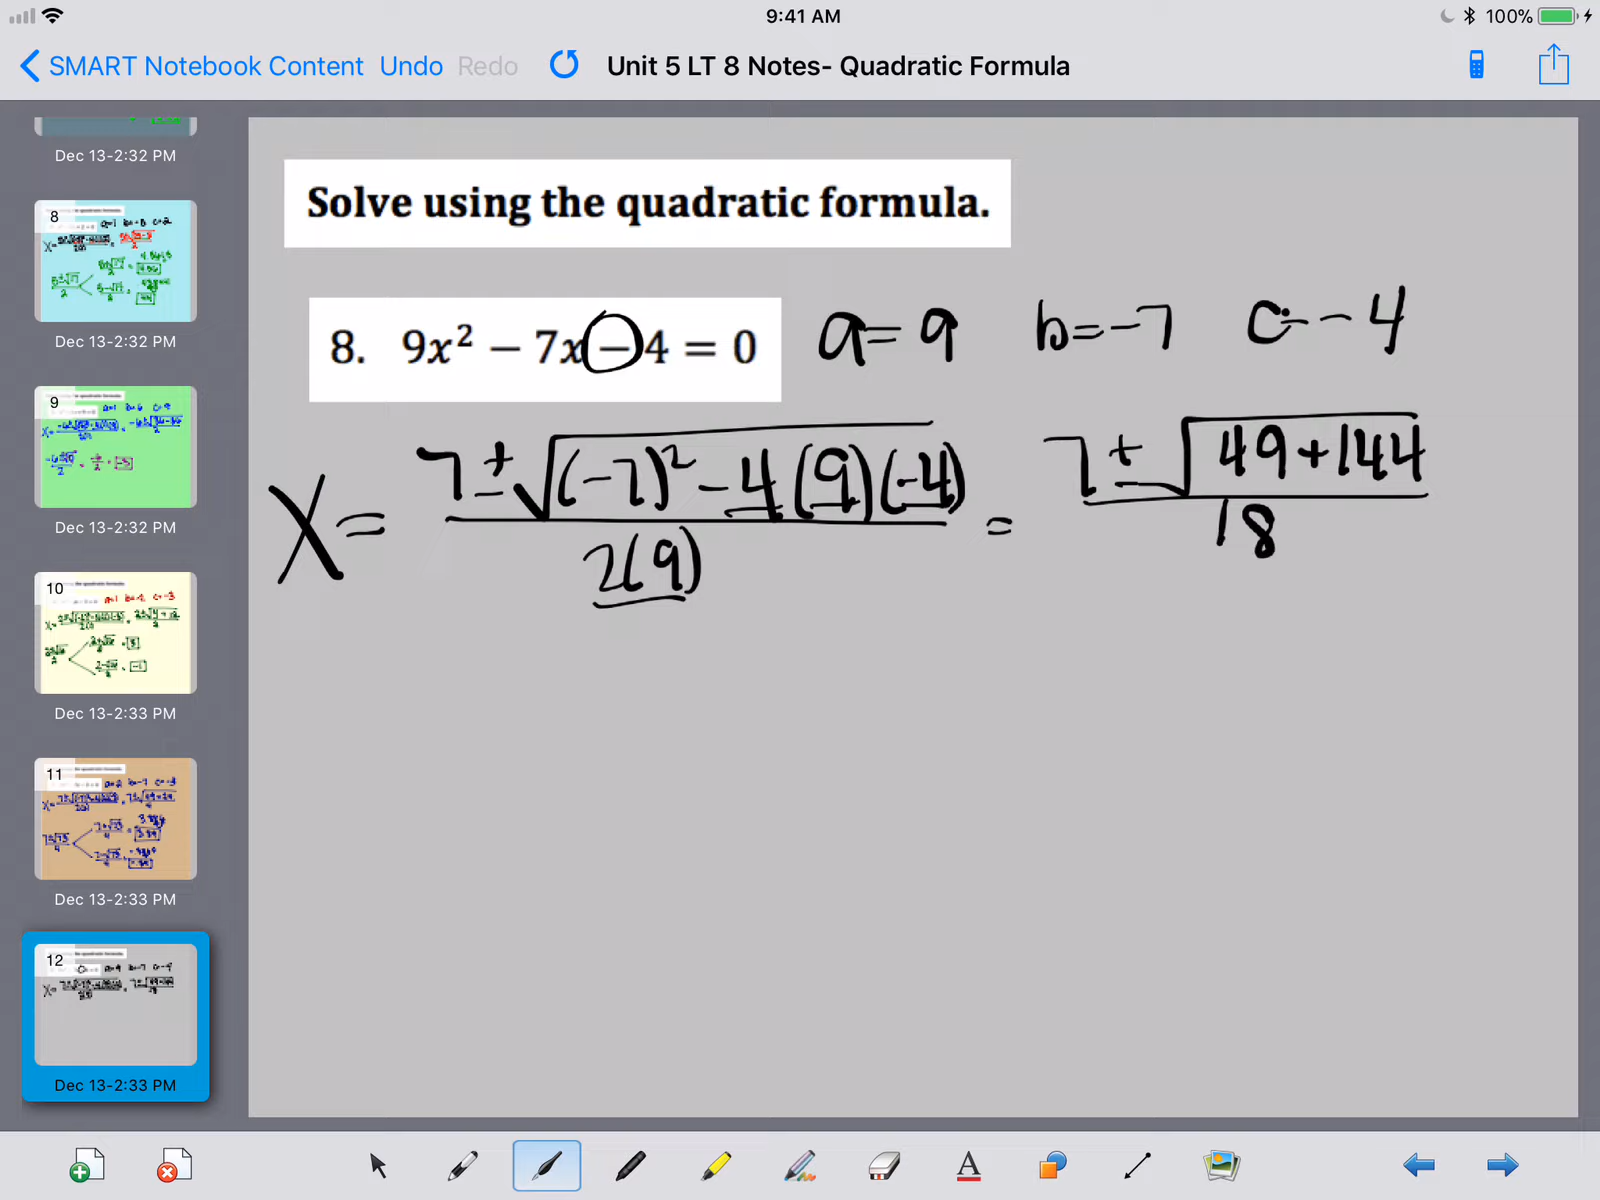 9:41 AM
100%
SMART Notebook Content Undo Redo Unit 5 LT 8 Notes- Quadratic Formula
Dec 13-2:32 PM
8
Dec 13-2:32 PM
9
Dec 13-2:32 PM
10
Dec 13-2:33 PM
11
Dec 13-2:33 PM
12
Dec 13-2:33 PM
Solve using the quadratic formula.
8. 9x² − 7x − 4 = 0 a=9 b=-7 c=-4
X= 7±√(-7)²-4(9)(-4) / 2(9) = 7±√49+144 / 18
A